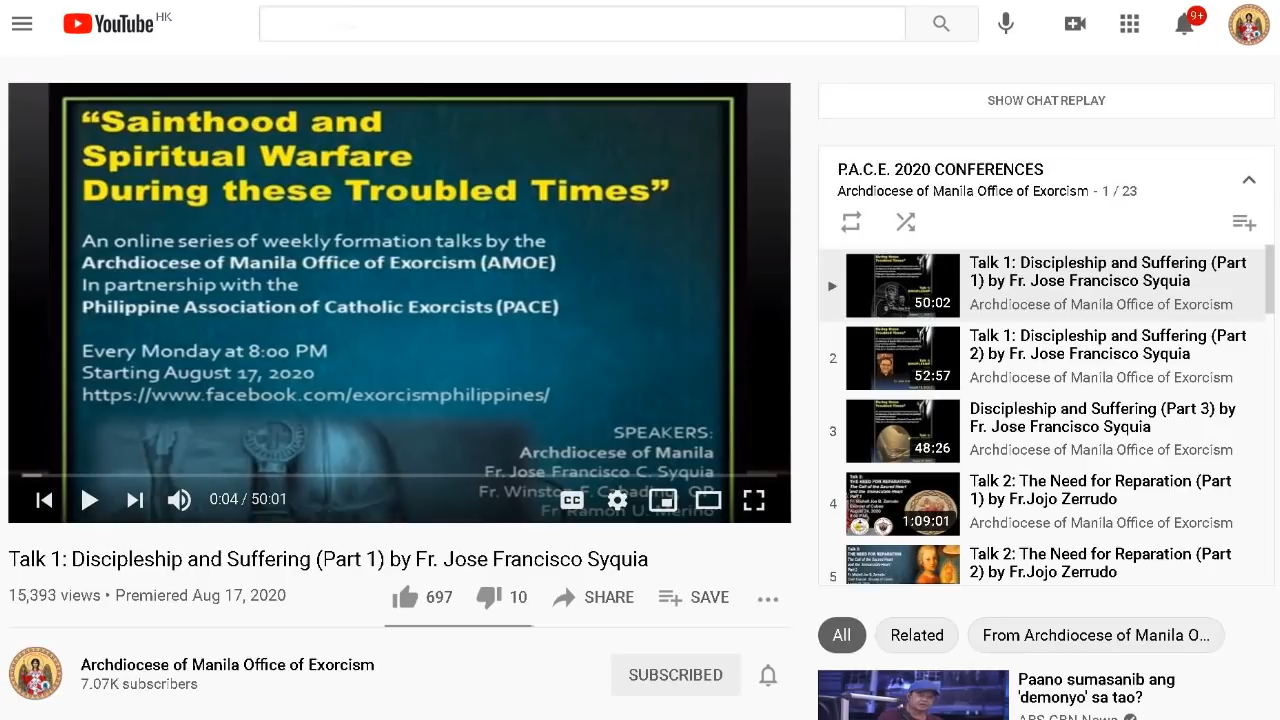 YouTube HK
9+
“Sainthood and
Spiritual Warfare
During these Troubled Times”
An online series of weekly formation talks by the
Archdiocese of Manila Office of Exorcism (AMOE)
In partnership with the
Philippine Association of Catholic Exorcists (PACE)
Every Monday at 8:00 PM
Starting August 17, 2020
https://www.facebook.com/exorcismphilippines/
SPEAKERS:
Archdiocese of Manila
Fr. Jose Francisco C. Syquia
Fr. Winston F. Cabading, OP
Fr. Ramon U. Merino
0:04 / 50:01
CC
Talk 1: Discipleship and Suffering (Part 1) by Fr. Jose Francisco Syquia
15,393 views • Premiered Aug 17, 2020
697
10
SHARE
SAVE
Archdiocese of Manila Office of Exorcism
7.07K subscribers
SUBSCRIBED
SHOW CHAT REPLAY
P.A.C.E. 2020 CONFERENCES
Archdiocese of Manila Office of Exorcism - 1 / 23
50:02
Talk 1: Discipleship and Suffering (Part
1) by Fr. Jose Francisco Syquia
Archdiocese of Manila Office of Exorcism
2
52:57
Talk 1: Discipleship and Suffering (Part
2) by Fr. Jose Francisco Syquia
Archdiocese of Manila Office of Exorcism
3
48:26
Discipleship and Suffering (Part 3) by
Fr. Jose Francisco Syquia
Archdiocese of Manila Office of Exorcism
4
1:09:01
Talk 2: The Need for Reparation (Part
1) by Fr.Jojo Zerrudo
Archdiocese of Manila Office of Exorcism
5
Talk 2: The Need for Reparation (Part
2) by Fr.Jojo Zerrudo
All
Related
From Archdiocese of Manila O...
Paano sumasanib ang
'demonyo' sa tao?
ABS-CBN News